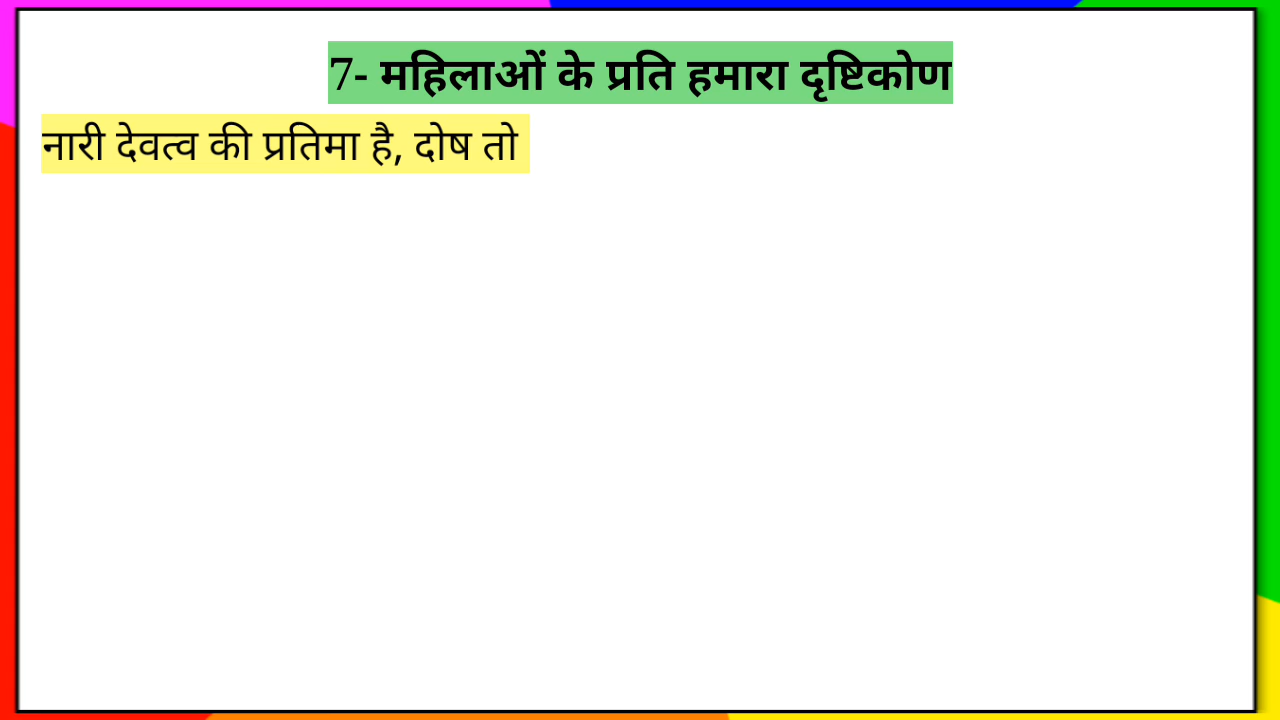 7- महिलाओं के प्रति हमारा दृष्टिकोण
नारी देवत्व की प्रतिमा है, दोष तो